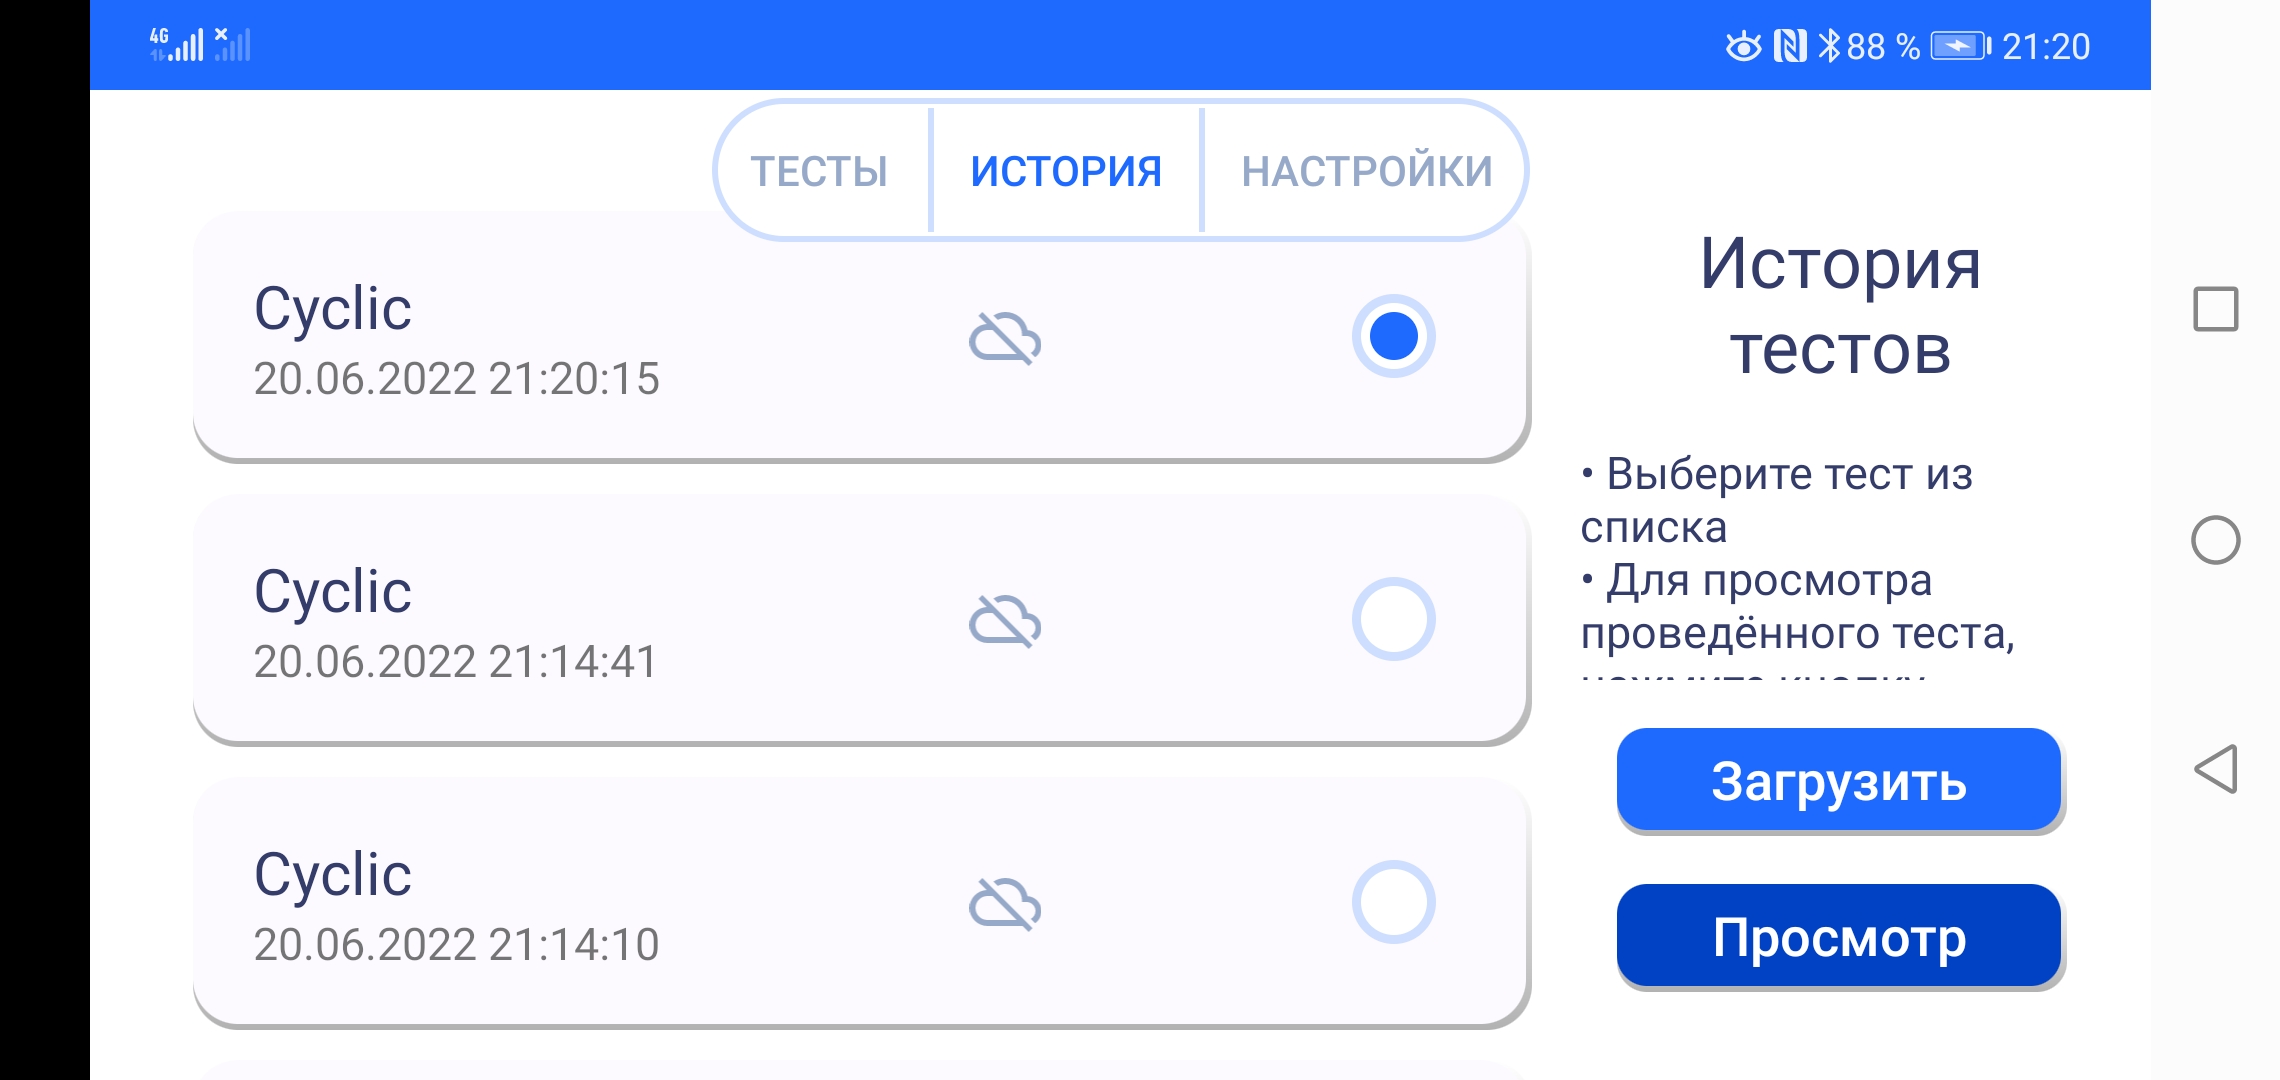 4G
88 %
21:20
ТЕСТЫ
ИСТОРИЯ
НАСТРОЙКИ
Cyclic
20.06.2022 21:20:15
Cyclic
20.06.2022 21:14:41
Cyclic
20.06.2022 21:14:10
История
тестов
• Выберите тест из
списка
• Для просмотра
проведённого теста,
нажмите кнопку
Загрузить
Просмотр